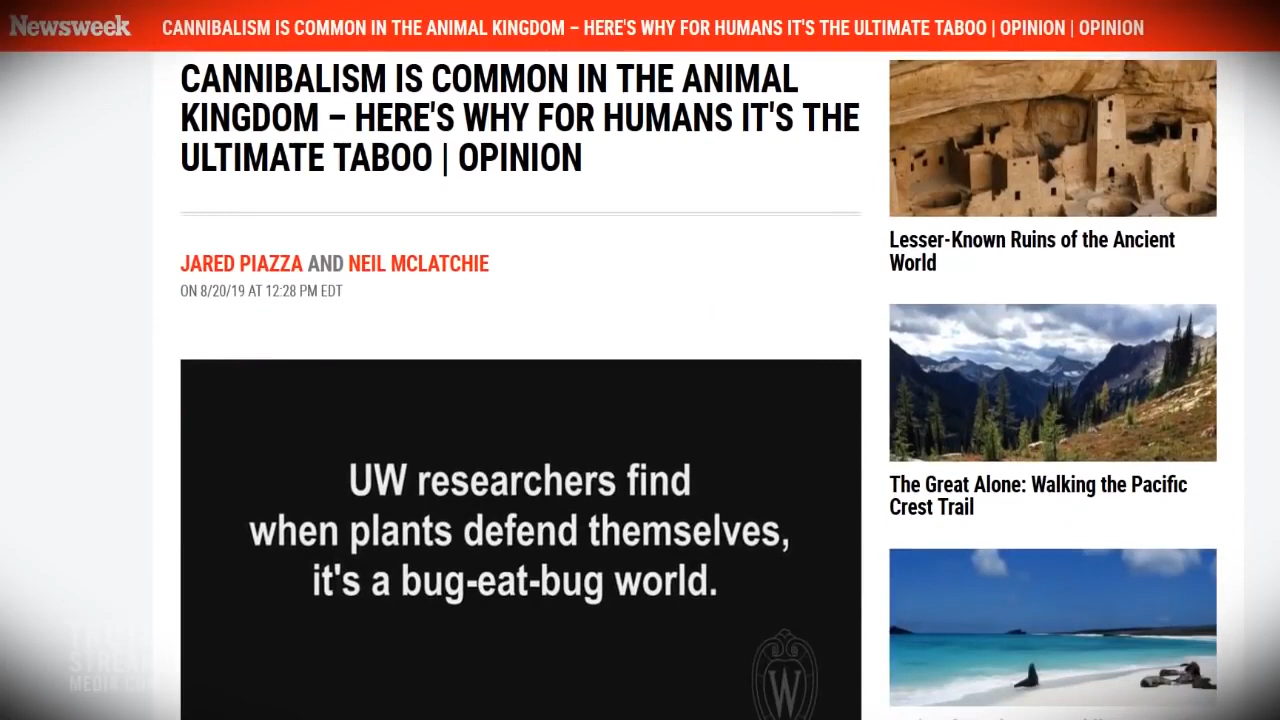 Newsweek
CANNIBALISM IS COMMON IN THE ANIMAL KINGDOM – HERE'S WHY FOR HUMANS IT'S THE ULTIMATE TABOO | OPINION | OPINION
CANNIBALISM IS COMMON IN THE ANIMAL
KINGDOM – HERE'S WHY FOR HUMANS IT'S THE
ULTIMATE TABOO | OPINION
JARED PIAZZA AND NEIL MCLATCHIE
ON 8/20/19 AT 12:28 PM EDT
UW researchers find
when plants defend themselves,
it's a bug-eat-bug world.
W
Lesser-Known Ruins of the Ancient
World
The Great Alone: Walking the Pacific
Crest Trail